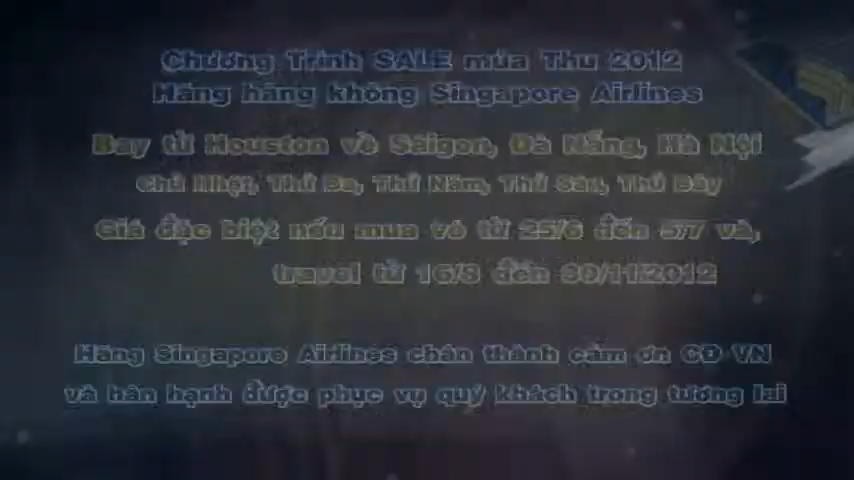 Chương Trình SALE mùa Thu 2012
Hãng hàng không Singapore Airlines
Bay từ Houston về Saigon, Đà Nẵng, Hà Nội
Chủ Nhật, Thứ Ba, Thứ Năm, Thứ Sáu, Thứ Bảy
Giá đặc biệt nếu mua vé từ 25/6 đến 5/7 và,
travel từ 16/8 đến 30/11/2012
Hãng Singapore Airlines chân thành cảm ơn CĐ VN
và hân hạnh được phục vụ quý khách trong tương lai